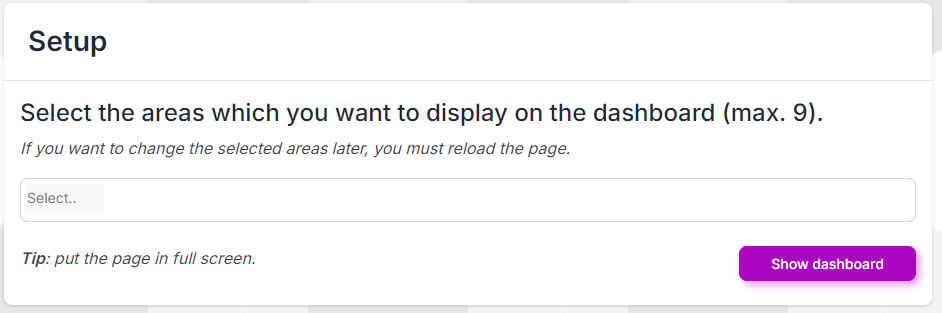 Setup
Select the areas which you want to display on the dashboard (max. 9).
If you want to change the selected areas later, you must reload the page.
Select..
Tip: put the page in full screen.
Show dashboard